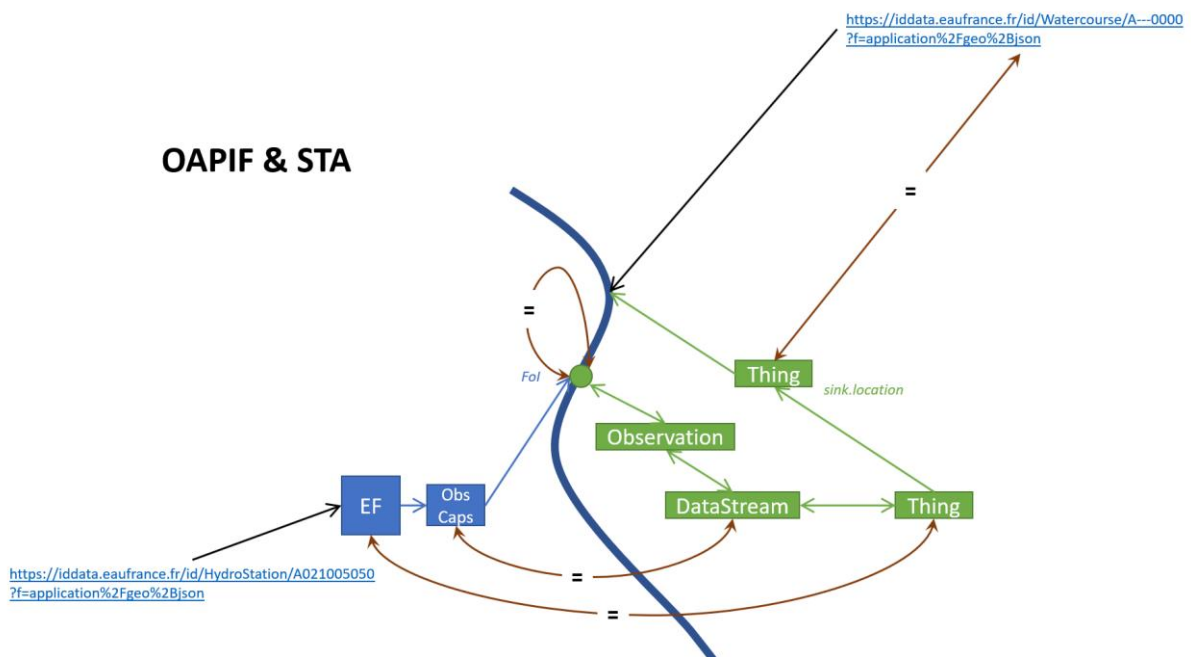 https://iddata.eaufrance.fr/id/Watercourse/A---0000
?f=application%2Fgeo%2Bjson
OAPIF & STA
=
=
FoI
Thing
sink.location
Observation
EF
Obs
Caps
DataStream
Thing
https://iddata.eaufrance.fr/id/HydroStation/A021005050
?f=application%2Fgeo%2Bjson
=
=